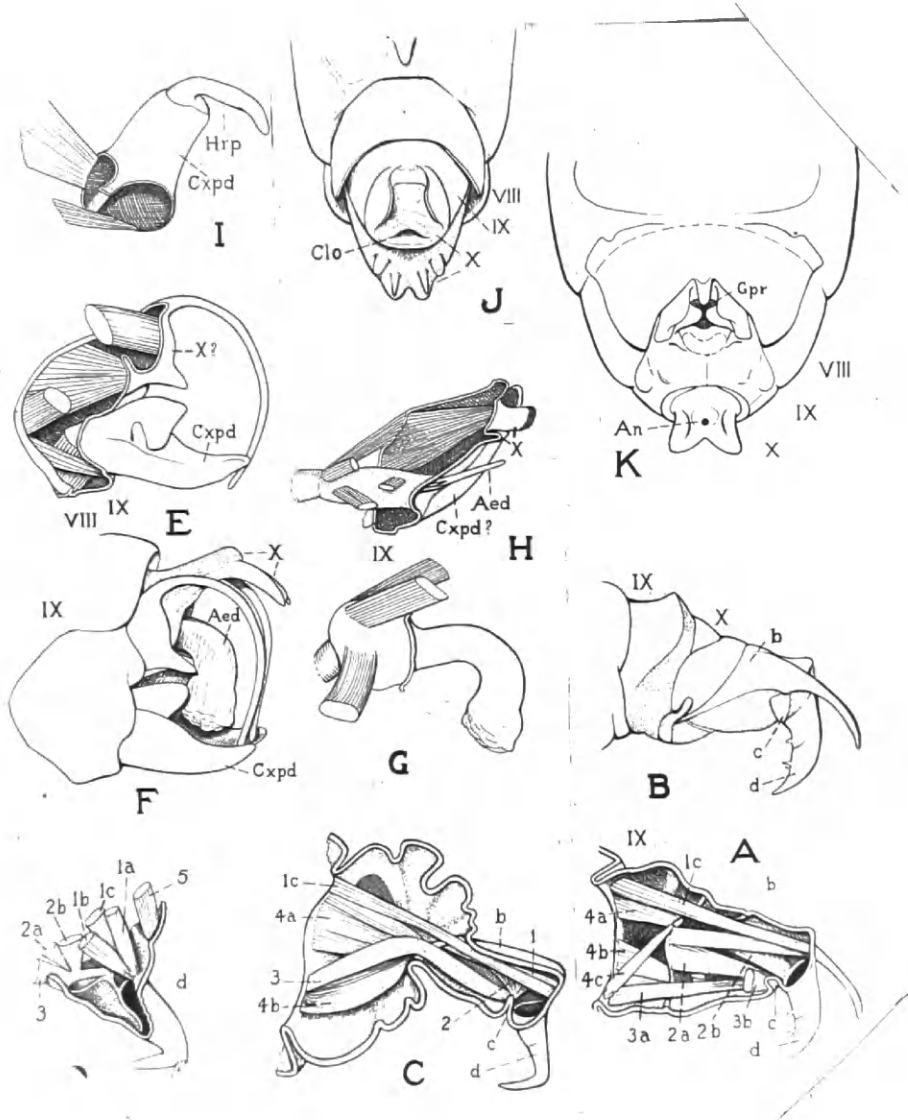 Hrp
Cxpd
I
VIII
IX
Clo
X
J
Gpr
VIII
IX
An
X
K
X?
Cxpd
IX
VIII
E
X
Aed
Cxpd?
IX
H
IX
X
Aed
Cxpd
F
G
IX
X
b
c
d
B
1a
5
1c
1b
2b
2a
3
d
1c
4a
b
1
3
4b
2
c
d
C
IX
A
1c
b
4a
4b
4c
3a
2a
2b
3b
c
d